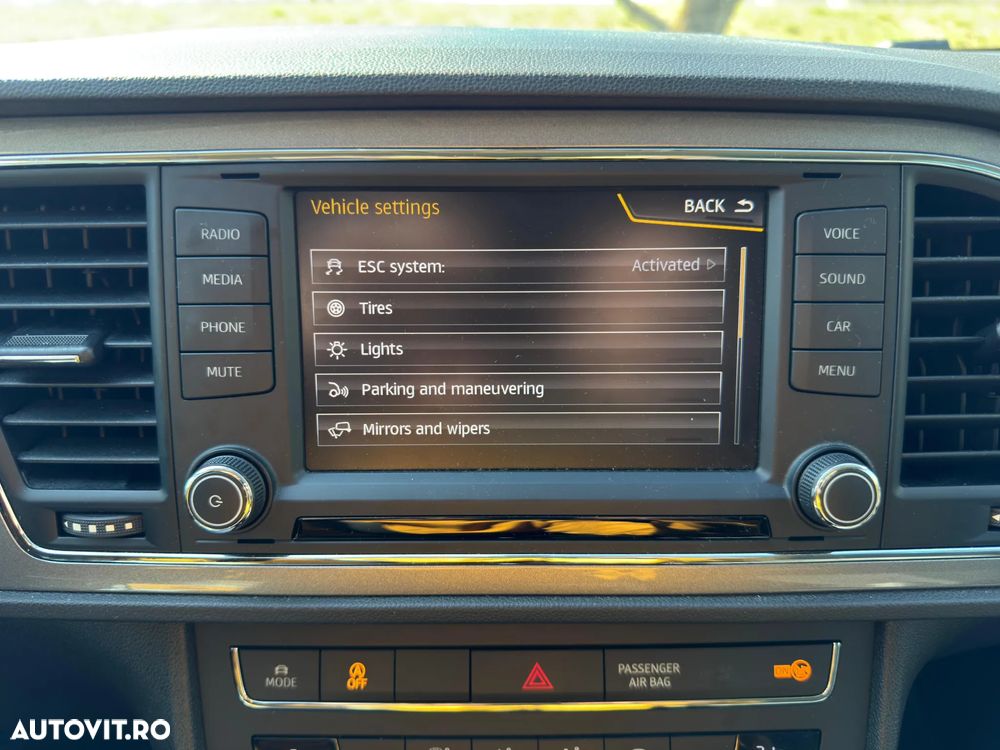 Vehicle settings
BACK
ESC system: Activated
Tires
Lights
Parking and maneuvering
Mirrors and wipers
RADIO
MEDIA
PHONE
MUTE
VOICE
SOUND
CAR
MENU
MODE
OFF
PASSENGER
AIR BAG
ON
AUTOVIT.RO